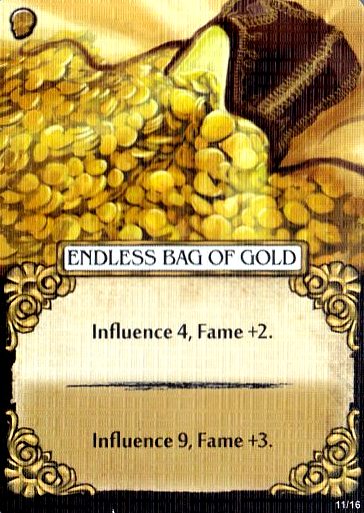 ENDLESS BAG OF GOLD
Influence 4, Fame +2.
Influence 9, Fame +3.
11/16